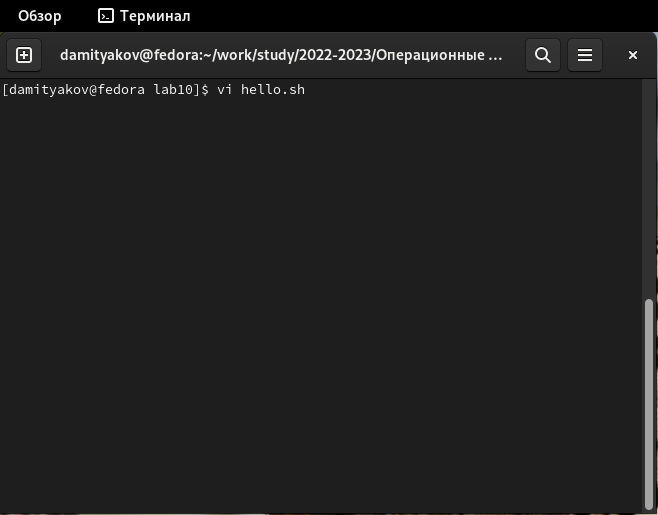 Обзор Терминал
damityakov@fedora:~/work/study/2022-2023/Операционные ...
[damityakov@fedora lab10]$ vi hello.sh